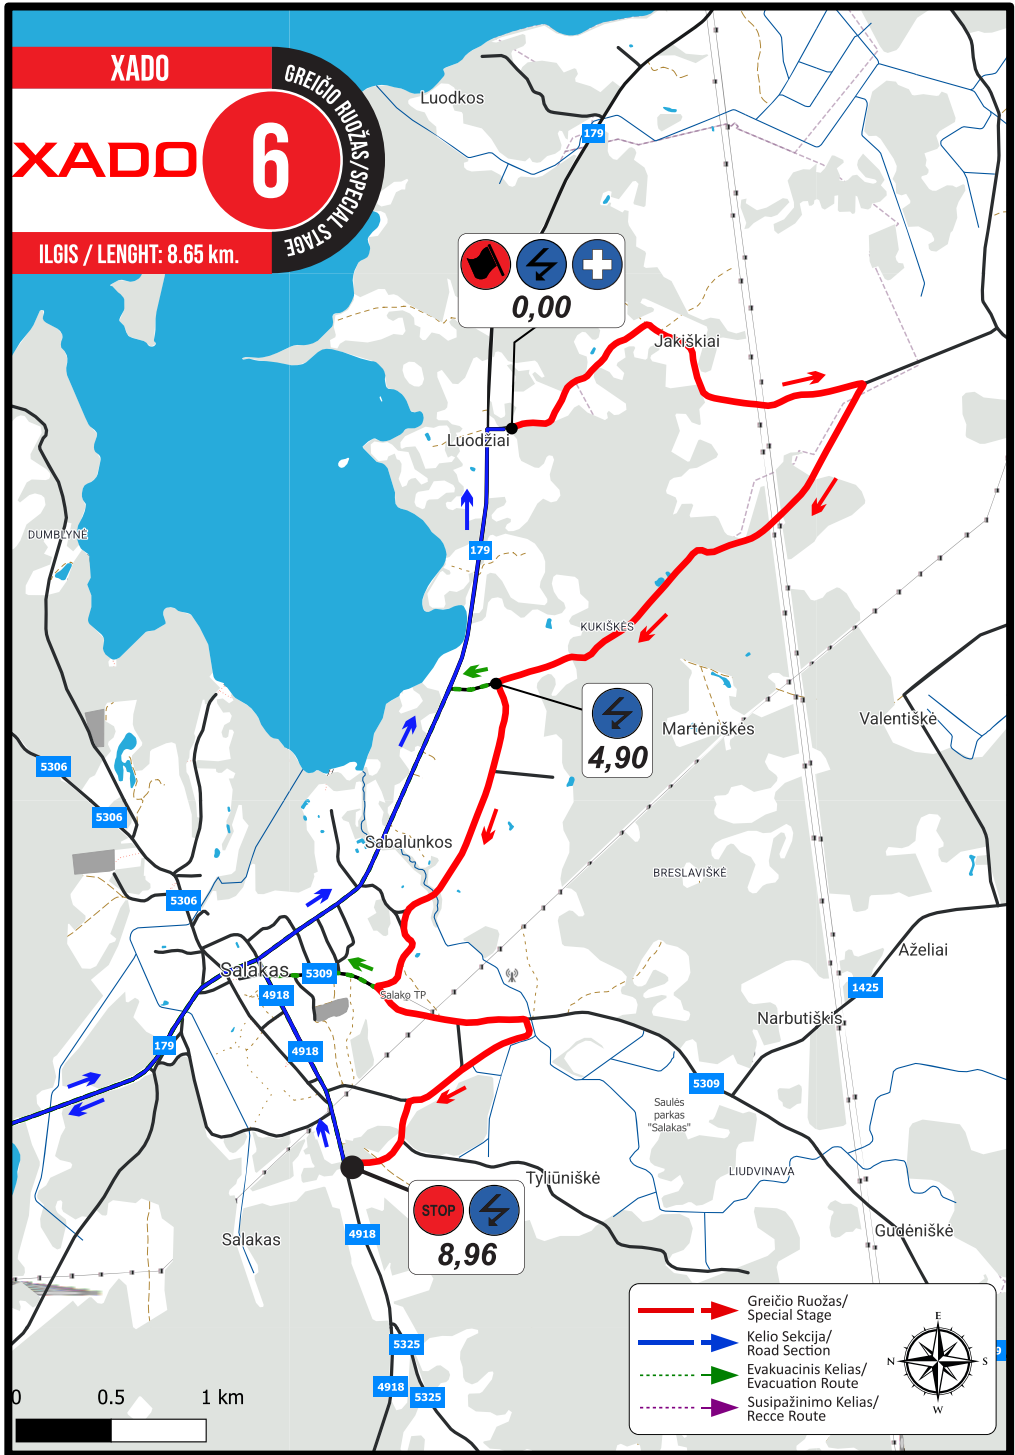 XADO
XADO
6
GREIČIO RUOŽAS / SPECIAL STAGE
ILGIS / LENGHT: 8.65 km.
Luodkos
179
0,00
Jakiškiai
Luodžiai
DUMBLYNĖ
179
KUKIŠKĖS
4,90
Martėniškės
Valentiškė
5306
5306
Sabalunkos
BRESLAVIŠKĖ
5306
Salakas
5309
4918
Salako TP
Aželiai
1425
Narbutiškis
179
4918
5309
Saulės
parkas
"Salakas"
LIUDVINAVA
Tyliūniškė
STOP
8,96
4918
Salakas
Gudėniškė
5325
4918
5325
9
0 0.5 1 km
Greičio Ruožas/
Special Stage
Kelio Sekcija/
Road Section
Evakuacinis Kelias/
Evacuation Route
Susipažinimo Kelias/
Recce Route
E
N
S
W